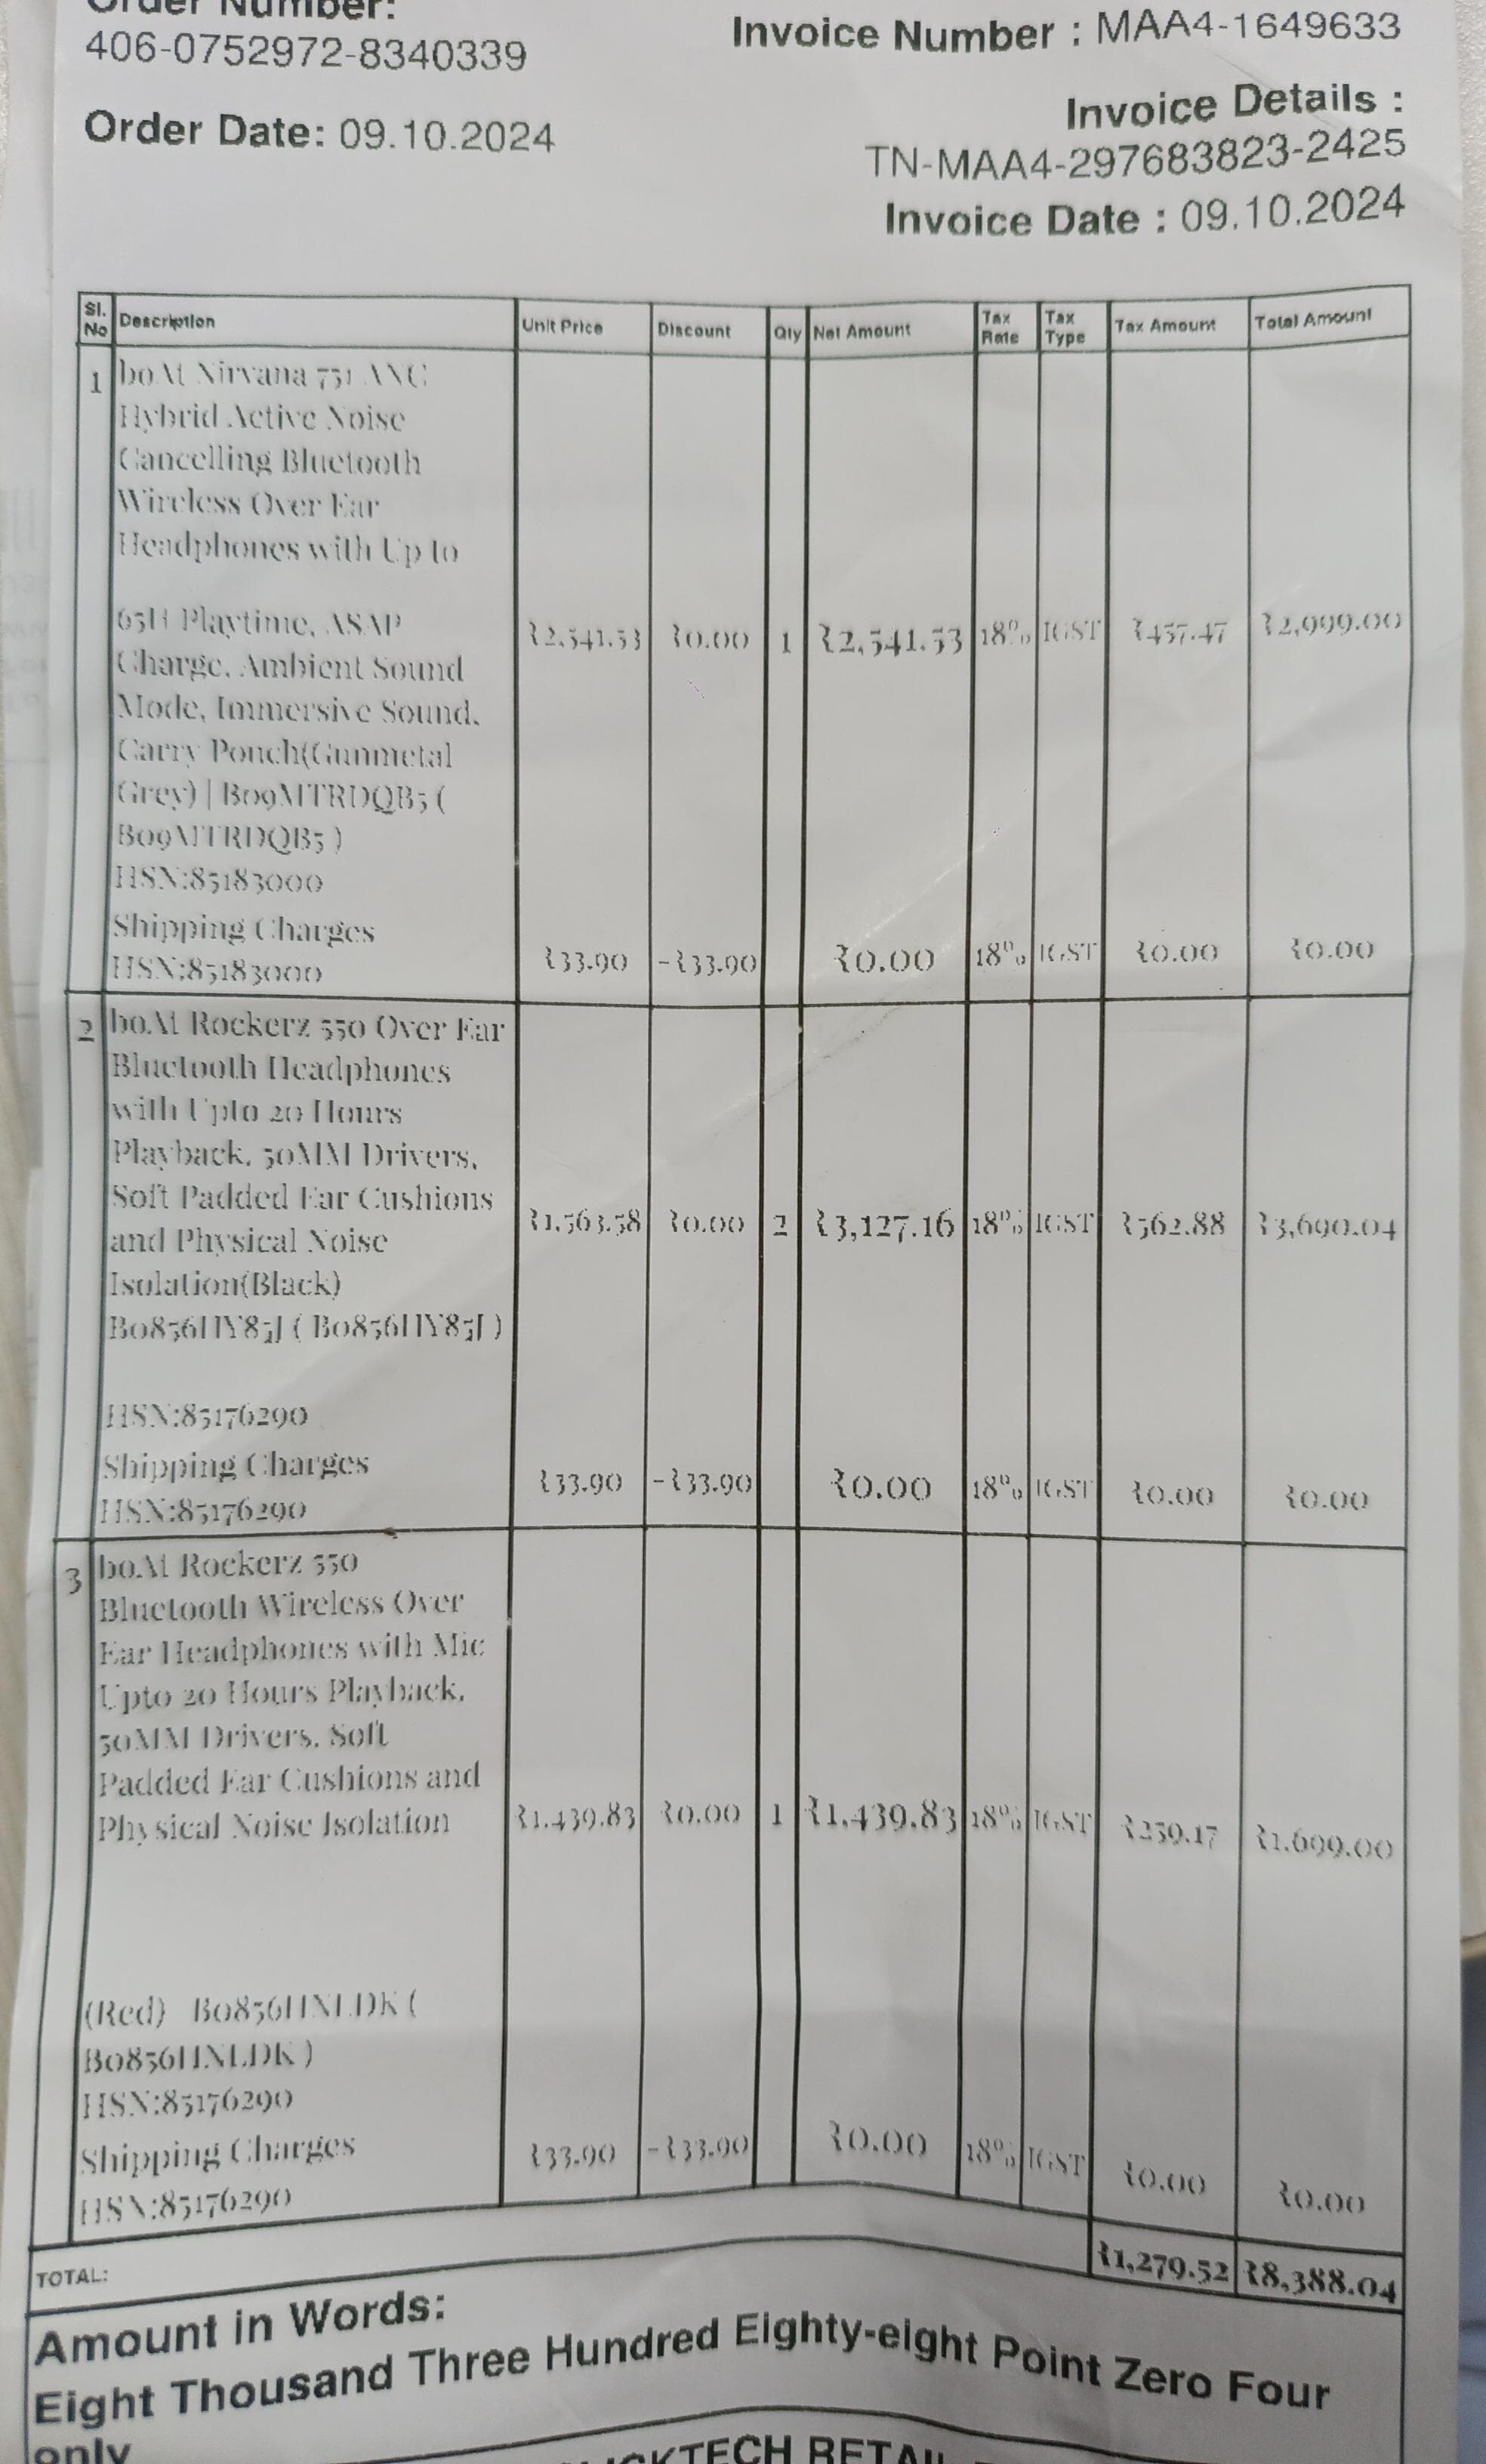 Order Number:
406-0752972-8340339
Invoice Number : MAA4-1649633
Order Date: 09.10.2024
Invoice Details :
TN-MAA4-297683823-2425
Invoice Date : 09.10.2024
Sl. No Description Unit Price Discount Qty Net Amount Tax Rate Tax Type Tax Amount Total Amount
1 boAt Nirvana 751 ANC
Hybrid Active Noise
Cancelling Bluetooth
Wireless Over Ear
Headphones with Up to
65H Playtime, ASAP
₹2,541.53 ₹0.00 1 ₹2,541.53 18% IGST ₹457.47 ₹2,999.00
Charge, Ambient Sound
Mode, Immersive Sound,
Carry Pouch(Gunmetal
Grey) | B09MTRDQB5 (
B09MTRDQB5 )
HSN:85183000
Shipping Charges
HSN:85183000
₹33.90 -₹33.90 ₹0.00 18% IGST ₹0.00 ₹0.00
2 boAt Rockerz 550 Over Ear
Bluetooth Headphones
with Upto 20 Hours
Playback, 50MM Drivers,
Soft Padded Ear Cushions
₹1,563.58 ₹0.00 2 ₹3,127.16 18% IGST ₹562.88 ₹3,690.04
and Physical Noise
Isolation(Black)
B0856HY85J ( B0856HY85J )
HSN:85176290
Shipping Charges
HSN:85176290
₹33.90 -₹33.90 ₹0.00 18% IGST ₹0.00 ₹0.00
3 boAt Rockerz 550
Bluetooth Wireless Over
Ear Headphones with Mic
Upto 20 Hours Playback,
50MM Drivers, Soft
Padded Ear Cushions and
Physical Noise Isolation
₹1,439.83 ₹0.00 1 ₹1,439.83 18% IGST ₹259.17 ₹1,699.00
(Red) B0856HNLDK (
B0856HNLDK )
HSN:85176290
Shipping Charges
HSN:85176290
₹33.90 -₹33.90 ₹0.00 18% IGST ₹0.00 ₹0.00
TOTAL: ₹1,279.52 ₹8,388.04
Amount in Words:
Eight Thousand Three Hundred Eighty-eight Point Zero Four
only